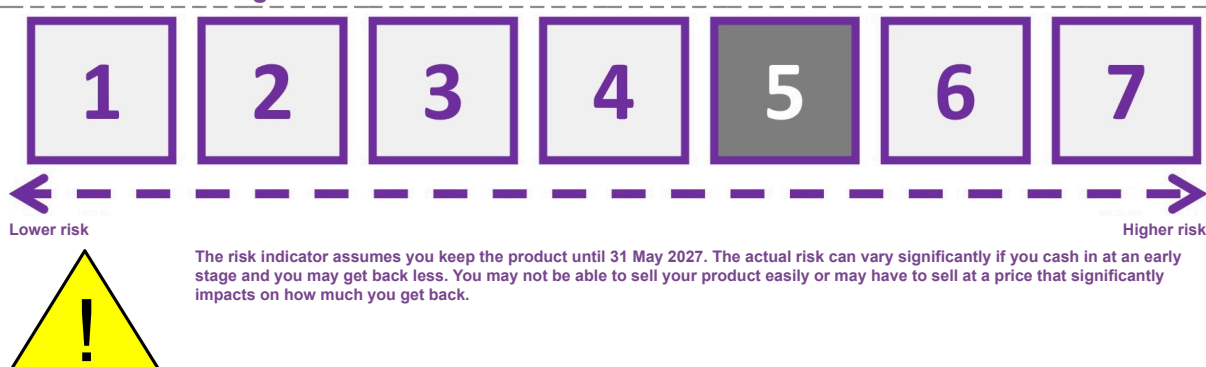 1 2 3 4 5 6 7
Lower risk Higher risk
The risk indicator assumes you keep the product until 31 May 2027. The actual risk can vary significantly if you cash in at an early
stage and you may get back less. You may not be able to sell your product easily or may have to sell at a price that significantly
impacts on how much you get back.
!